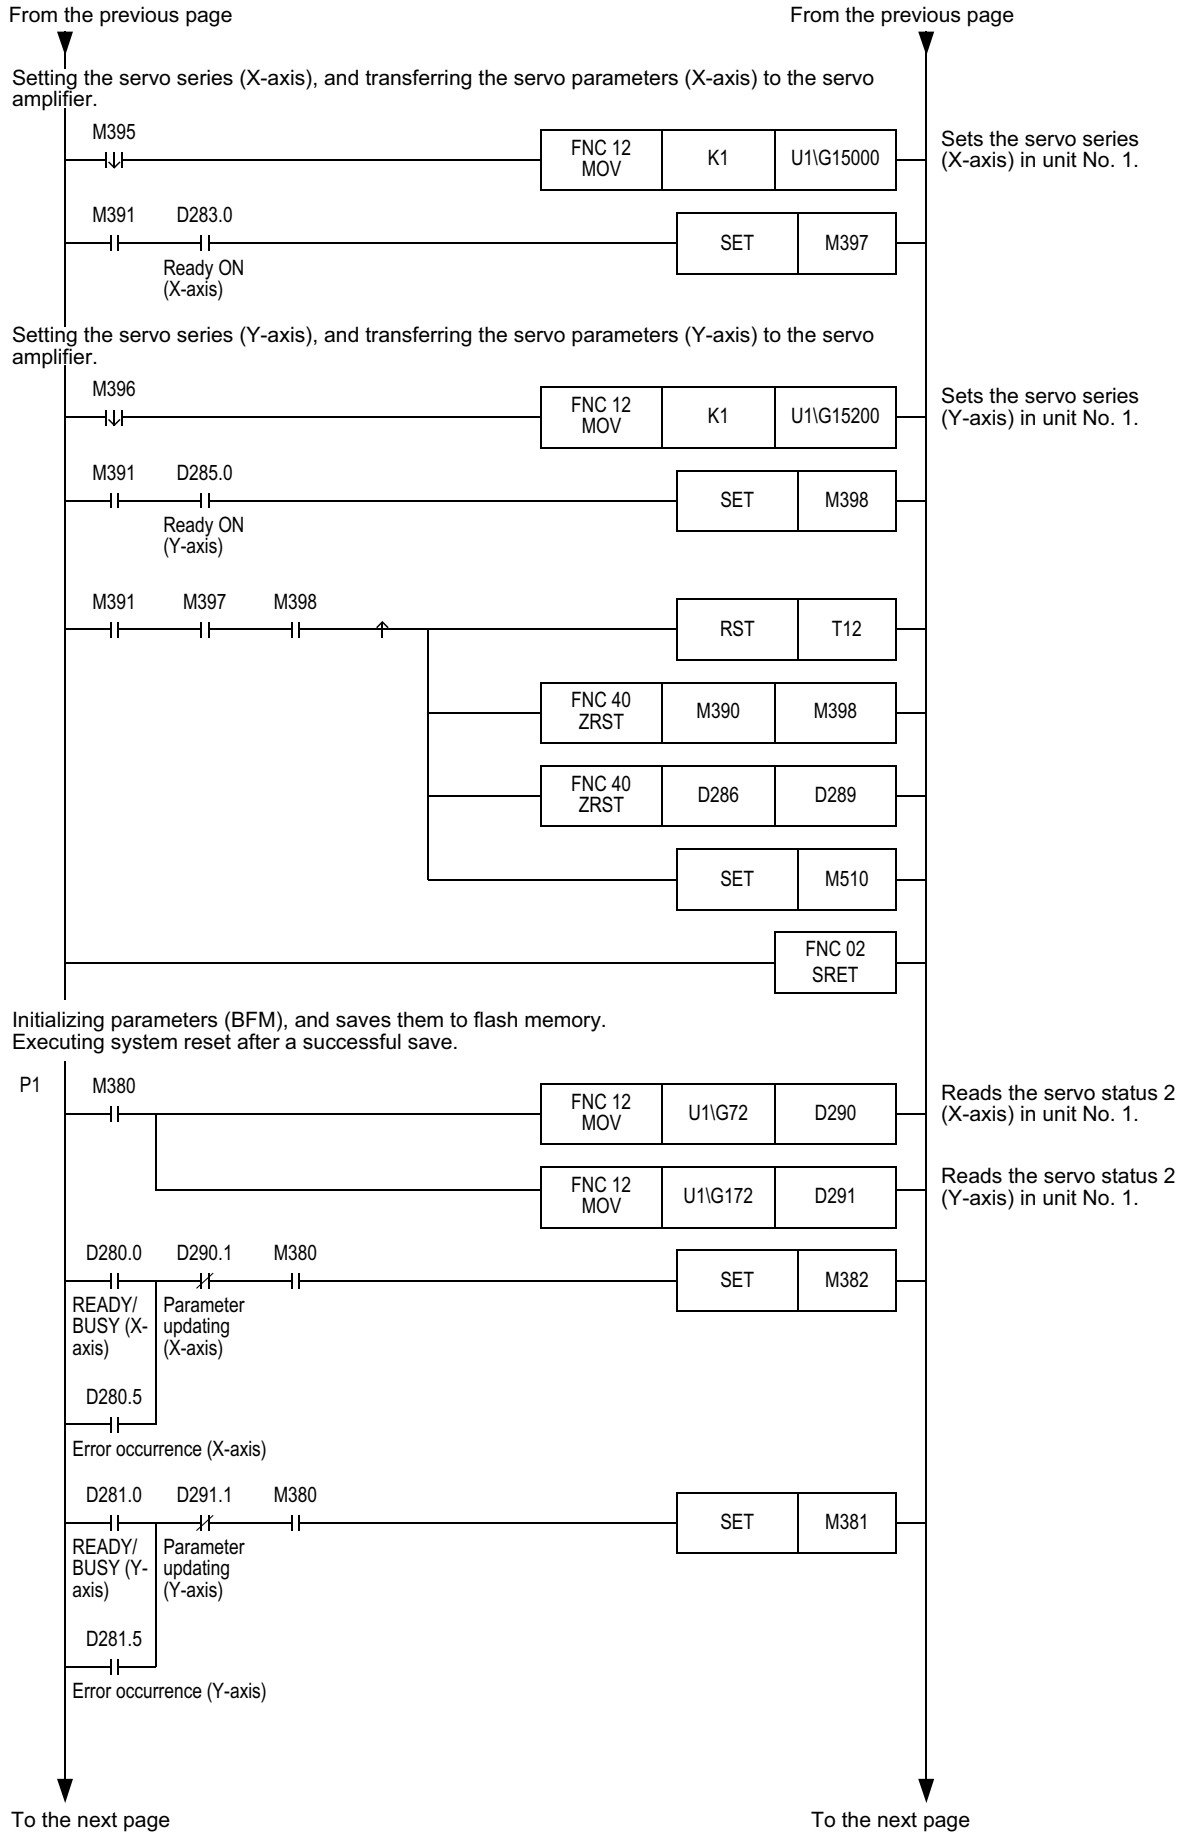 From the previous page
From the previous page
Setting the servo series (X-axis), and transferring the servo parameters (X-axis) to the servo
amplifier.
M395
FNC 12
MOV
K1
U1\G15000
Sets the servo series
(X-axis) in unit No. 1.
M391
D283.0
Ready ON
(X-axis)
SET
M397
Setting the servo series (Y-axis), and transferring the servo parameters (Y-axis) to the servo
amplifier.
M396
FNC 12
MOV
K1
U1\G15200
Sets the servo series
(Y-axis) in unit No. 1.
M391
D285.0
Ready ON
(Y-axis)
SET
M398
M391
M397
M398
RST
T12
FNC 40
ZRST
M390
M398
FNC 40
ZRST
D286
D289
SET
M510
FNC 02
SRET
Initializing parameters (BFM), and saves them to flash memory.
Executing system reset after a successful save.
P1
M380
FNC 12
MOV
U1\G72
D290
Reads the servo status 2
(X-axis) in unit No. 1.
FNC 12
MOV
U1\G172
D291
Reads the servo status 2
(Y-axis) in unit No. 1.
D280.0
D290.1
M380
READY/
BUSY (X-
axis)
Parameter
updating
(X-axis)
SET
M382
D280.5
Error occurrence (X-axis)
D281.0
D291.1
M380
READY/
BUSY (Y-
axis)
Parameter
updating
(Y-axis)
SET
M381
D281.5
Error occurrence (Y-axis)
To the next page
To the next page